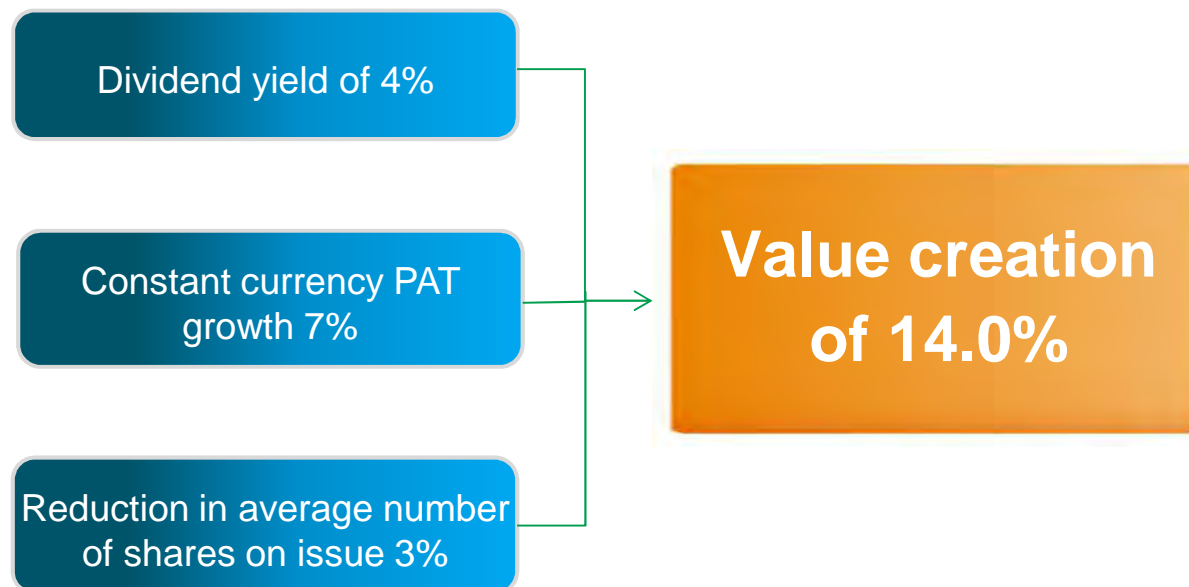 Dividend yield of 4%
Constant currency PAT
growth 7%
Reduction in average number
of shares on issue 3%
Value creation
of 14.0%